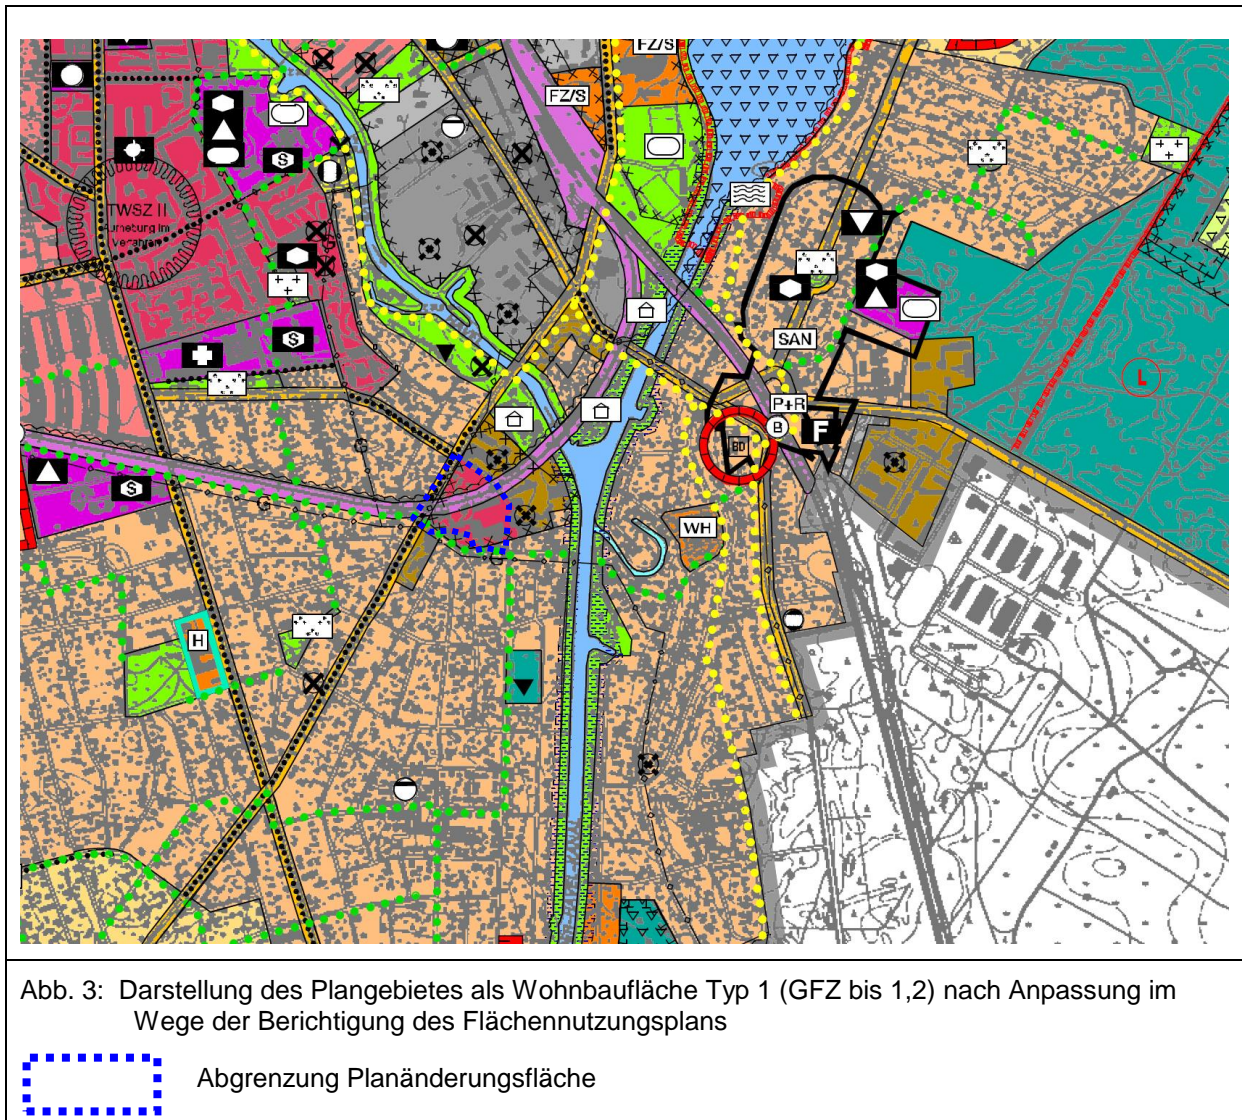 FZ/S
FZ/S
TWSZ II
S
SAN
P+R
B
F
BD
L
S
S
WH
H
Abb. 3: Darstellung des Plangebietes als Wohnbaufläche Typ 1 (GFZ bis 1,2) nach Anpassung im
Wege der Berichtigung des Flächennutzungsplans
Abgrenzung Planänderungsfläche